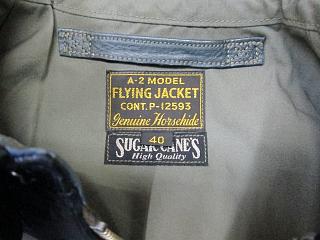 A-2 MODEL
FLYING JACKET
CONT. P-12593
Genuine Horsehide
40
SUGAR CANE'S
High Quality